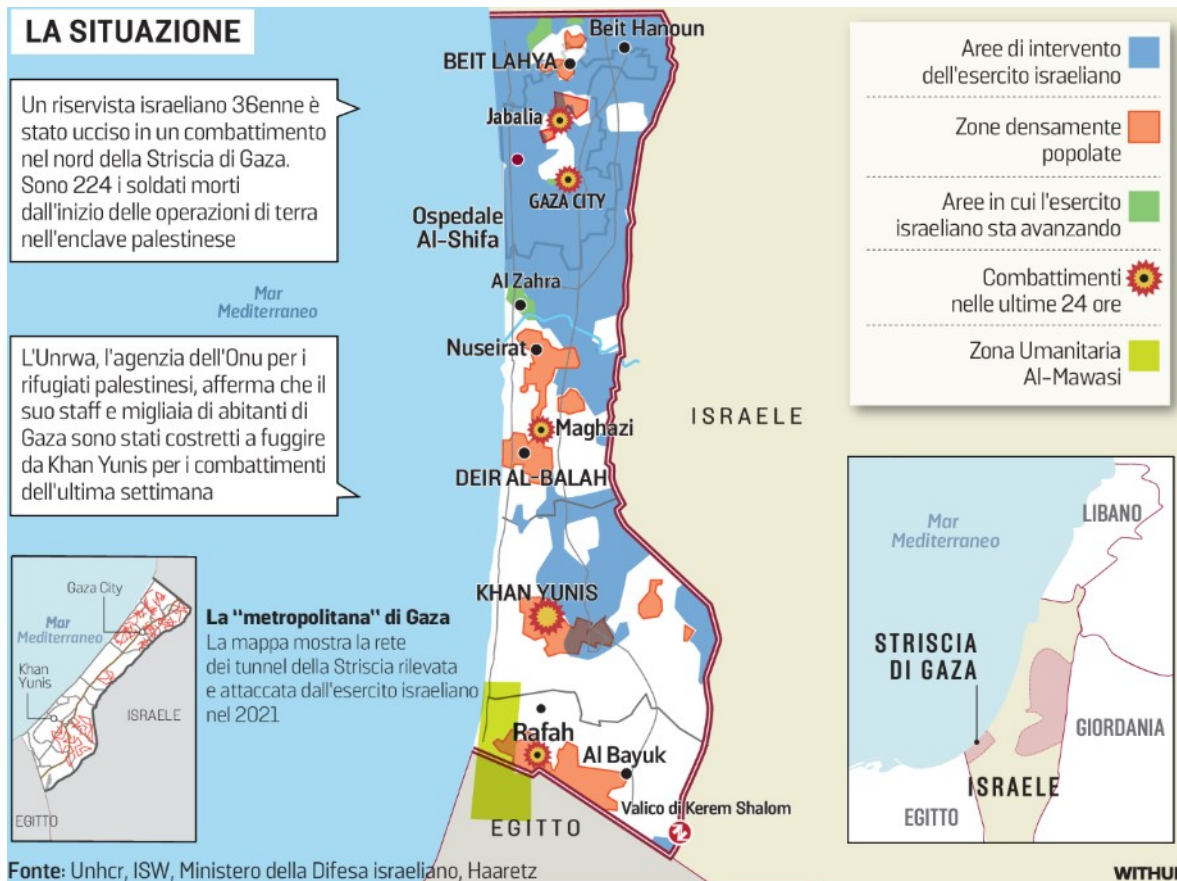 LA SITUAZIONE
Un riservista israeliano 36enne è
stato ucciso in un combattimento
nel nord della Striscia di Gaza.
Sono 224 i soldati morti
dall'inizio delle operazioni di terra
nell'enclave palestinese
Mar
Mediterraneo
L'Unrwa, l'agenzia dell'Onu per i
rifugiati palestinesi, afferma che il
suo staff e migliaia di abitanti di
Gaza sono stati costretti a fuggire
da Khan Yunis per i combattimenti
dell'ultima settimana
Gaza City
Mar
Mediterraneo
Khan
Yunis
ISRAELE
EGITTO
La "metropolitana" di Gaza
La mappa mostra la rete
dei tunnel della Striscia rilevata
e attaccata dall'esercito israeliano
nel 2021
Beit Hanoun
BEIT LAHYA
Jabalia
GAZA CITY
Ospedale
Al-Shifa
Al Zahra
Nuseirat
Maghazi
DEIR AL-BALAH
KHAN YUNIS
Rafah
Al Bayuk
Valico di Kerem Shalom
EGITTO
ISRAELE
Aree di intervento
dell'esercito israeliano
Zone densamente
popolate
Aree in cui l'esercito
israeliano sta avanzando
Combattimenti
nelle ultime 24 ore
Zona Umanitaria
Al-Mawasi
Mar
Mediterraneo
LIBANO
STRISCIA
DI GAZA
GIORDANIA
ISRAELE
EGITTO
Fonte: Unhcr, ISW, Ministero della Difesa israeliano, Haaretz